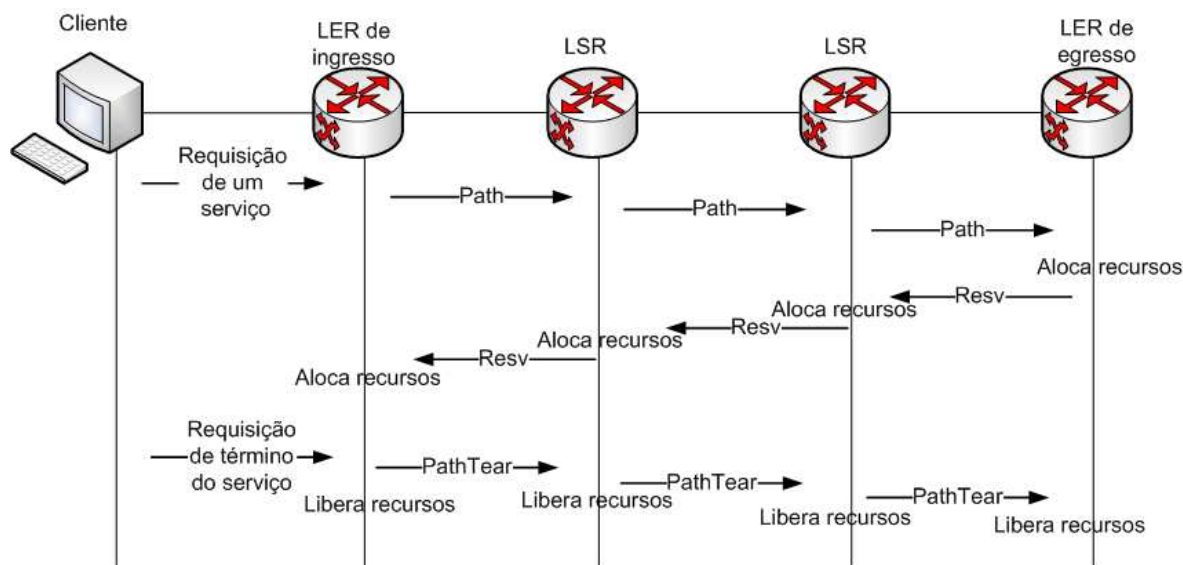 Cliente
LER de
ingresso
LSR
LSR
LER de
egresso
Requisição
de um
serviço
Path
Path
Path
Aloca recursos
Resv
Aloca recursos
Resv
Aloca recursos
Resv
Aloca recursos
Requisição
de término
do serviço
PathTear
Libera recursos
PathTear
Libera recursos
PathTear
Libera recursos
Libera recursos